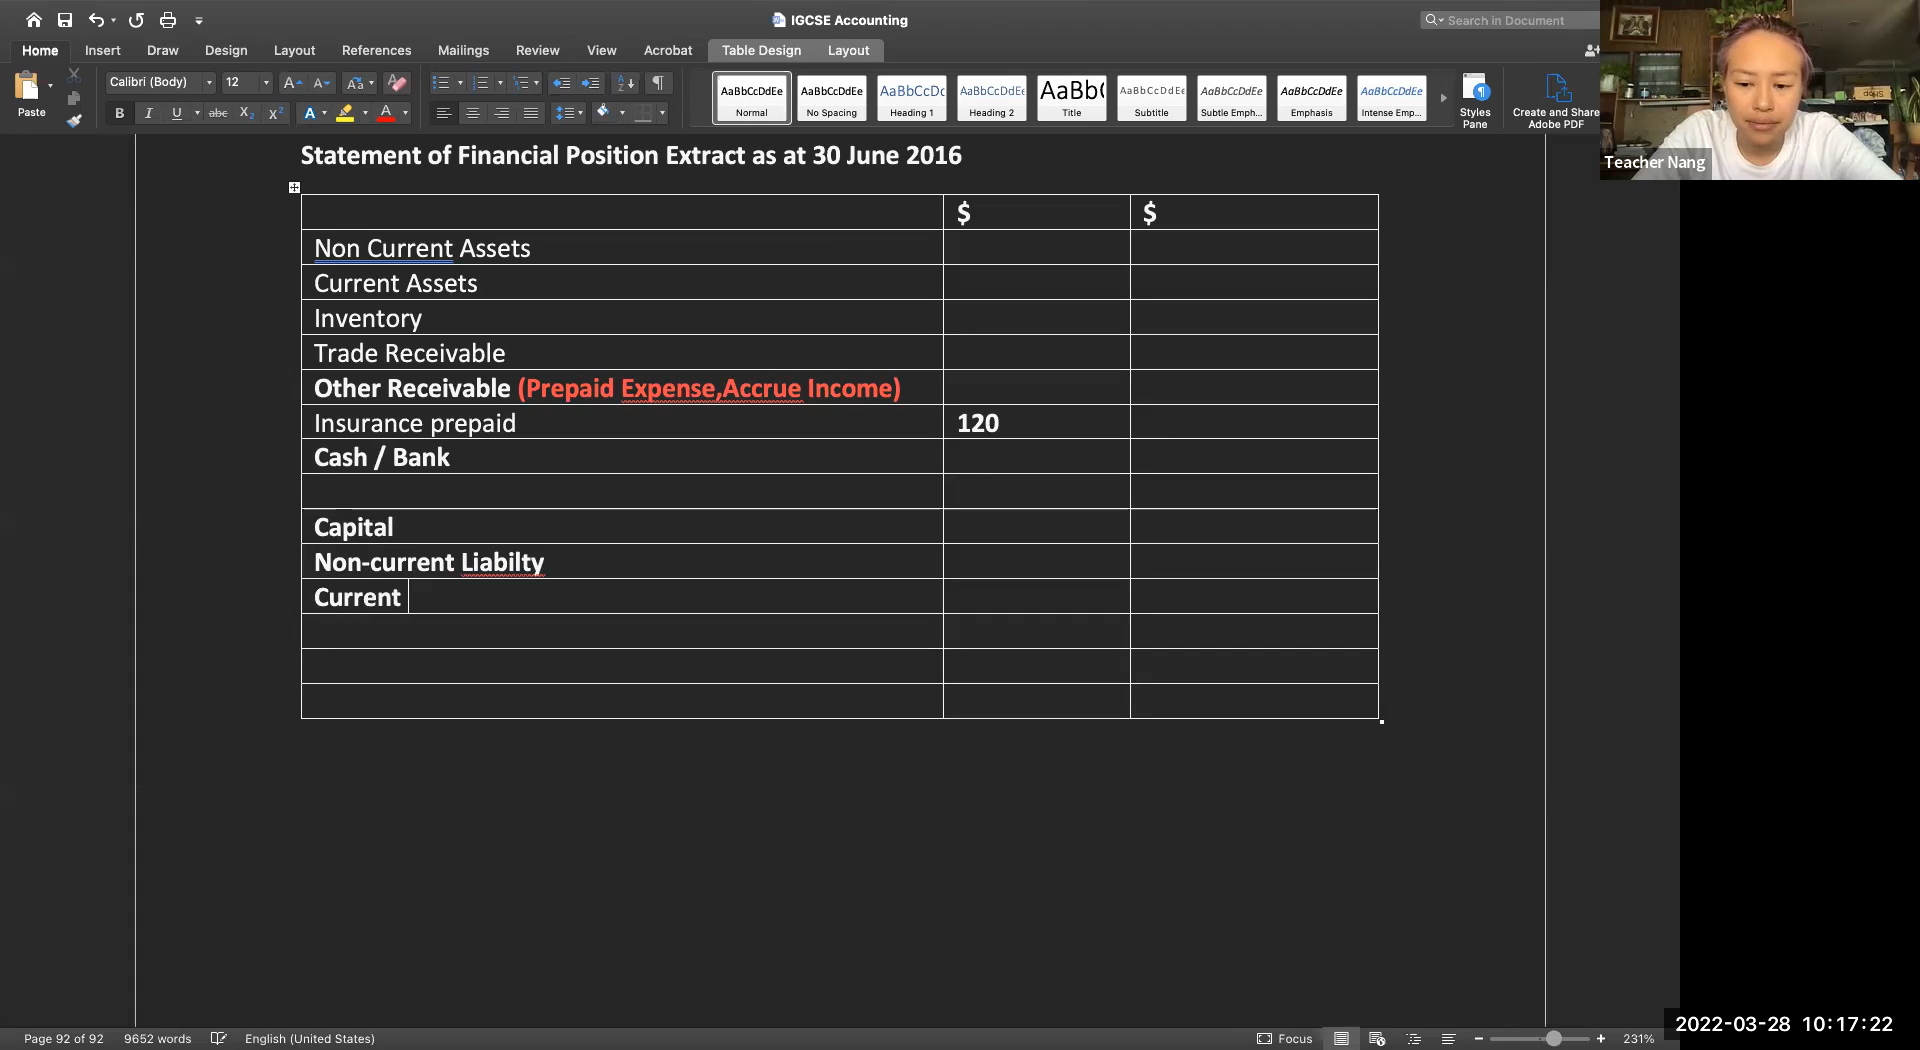 IGCSE Accounting
Search in Document
Home Insert Draw Design Layout References Mailings Review View Acrobat Table Design Layout
Paste
Calibri (Body) 12
AaBbCcDdEe Normal
AaBbCcDdEe No Spacing
AaBbCcDc Heading 1
AaBbCcDdEe Heading 2
AaBb( Title
AaBbCcDdEe Subtitle
AaBbCcDdEe Subtle Emph...
AaBbCcDdEe Emphasis
AaBbCcDdEe Intense Emp...
Styles Pane
Create and Share Adobe PDF
Teacher Nang
Statement of Financial Position Extract as at 30 June 2016
$ $
Non Current Assets
Current Assets
Inventory
Trade Receivable
Other Receivable (Prepaid Expense,Accrue Income)
Insurance prepaid 120
Cash / Bank
Capital
Non-current Liabilty
Current
Page 92 of 92 9652 words English (United States) Focus 231%
2022-03-28 10:17:22